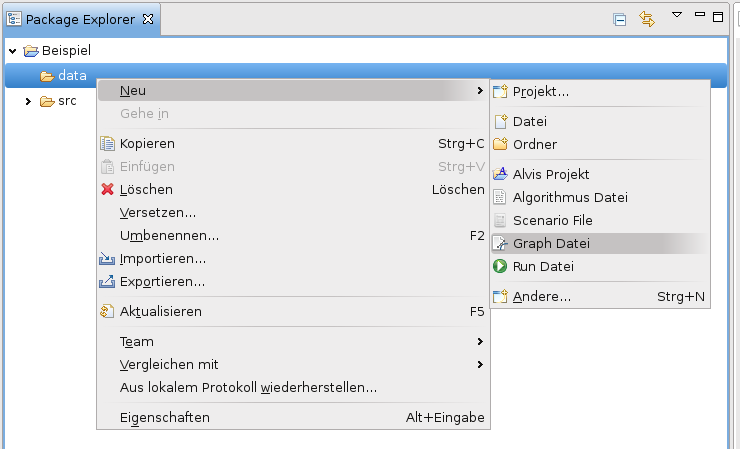 Package Explorer
Beispiel
data
src
Neu
Gehe in
Kopieren Strg+C
Einfügen Strg+V
Löschen Löschen
Versetzen...
Umbenennen... F2
Importieren...
Exportieren...
Aktualisieren F5
Team
Vergleichen mit
Aus lokalem Protokoll wiederherstellen...
Eigenschaften Alt+Eingabe
Projekt...
Datei
Ordner
Alvis Projekt
Algorithmus Datei
Scenario File
Graph Datei
Run Datei
Andere... Strg+N